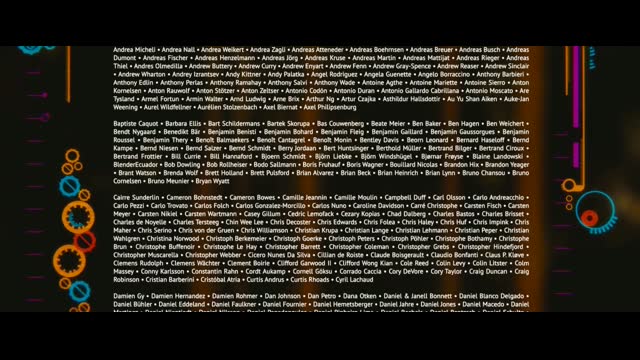 Andrea Micheli • Andrea Nall • Andrea Weikert • Andrea Zagli • Andreas Atteneder • Andreas Boehrnsen • Andreas Breuer • Andreas Busch • Andreas
Dumont • Andreas Fischer • Andreas Henzelmann • Andreas Jörg • Andreas Kruse • Andreas Martin • Andreas Mattijat • Andreas Rieger • Andreas
Thiel • Andres Olmedilla • Andrew Buttery • Andrew Curry • Andrew Enyart • Andrew Fenn • Andrew Gray-Spence • Andrew Reaser • Andrew Sinclair
• Andrew Wharton • Andrey Izrantsev • Andy Kittner • Andy Palatka • Angel Rodriguez • Angela Guenette • Angelo Borraccino • Anthony Barbieri •
Anthony Edlin • Anthony Perkins • Anthony Ramahay • Anthony Salvi • Anthony Wade • Antoine Agthe • Antoine Mariotte • Antoine Sierro • Anton
Kornelsen • Anton Rauwolf • Anton Stötzer • Anton Zeltser • Antonio Codón • Antonio Duran • Antonio Gallardo Cabrillana • Antonio Moscato • Are
Tysland • Armel Fortun • Armin Walter • Arnd Ludwig • Arne Brix • Arthur Ng • Artur Czajka • Asthildur Hallsdottir • Au Yu Shan Aiken • Auke-Jan
Weening • Aurel Wildfellner • Aurélien Stolzenbach • Axel Biernat • Axel Philipsenburg
Baptiste Caquot • Barbara Ellis • Bart Schildermans • Bartek Skorupa • Bas Couwenberg • Beate Meier • Ben Baker • Ben Hagen • Ben Weichert •
Bendt Nygaard • Benedikt Bär • Benjamin Benisti • Benjamin Bohard • Benjamin Fleig • Benjamin Gaillard • Benjamin Gaussorgues • Benjamin
Roussel • Benjamin Thery • Benoît Balmaekers • Benoît Cantagrel • Benoît Monin • Bentley Davis • Beorn Leonard • Bernard Haseloff • Bernd
Kampe • Bernd Niesen • Bernd Salzer • Bernd Schmidt • Berry Jordaan • Bert Huntsinger • Berthold Müller • Bertrand Bilger • Bertrand Ciroux •
Bertrand Frottier • Bill Currie • Bill Hannaford • Bjoern Schmidt • Björn Liebke • Björn Windshügel • Bjørnar Frøyse • Blaine Landowski •
BlenderEcuador • Bob Dowling • Bob Rollheiser • Bodo Sallmann • Boris Fruhauf • Boris Wagner • Bouillard Nicolas • Brandon Hix • Brandon Yeager
• Brant Watson • Brenda Wolf • Brett Holland • Brett Pulsford • Brian Alvarez • Brian Beck • Brian Heinrich • Brian Lynn • Bruno Chansou • Bruno
Cornelsen • Bruno Meunier • Bryan Wyatt
Cairre Sunderlin • Cameron Bohnstedt • Cameron Bowes • Camille Jeannin • Camille Moulin • Campbell Duff • Carl Olsson • Carlo Andreacchio
• Carlo Pezzi • Carlo Trovato • Carlos Folch • Carlos Gonzalez-Morcillo • Carlos Nuno • Caroline Davidson • Carré Christophe • Carsten Fisch • Carsten
Meyer • Carsten Nikelei • Carsten Wartmann • Casey Gillum • Cedric Lemofack • Cezary Kopias • Chad Dalberg • Charles Bastos • Charles Brisset
• Charles de Noyelle • Charles Tersteeg • Chin Wee Lee • Chris Decoster • Chris Edwards • Chris Folea • Chris Haley • Chris Huf • Chris Impink • Chris
Maher • Chris Serino • Chris von der Gruen • Chris Williamson • Christian Krupa • Christian Lange • Christian Lehmann • Christian Peper • Christian
Wahlgren • Christina Norwood • Christoph Berkemeier • Christoph Goerke • Christoph Peters • Christoph Pöhler • Christophe Bothamy • Christophe
Brun • Christophe Buffenoir • Christophe Le Hay • Christopher Barrett • Christopher Coleman • Christopher Grebs • Christopher Hindefjord •
Christopher Muscarella • Christopher Webber • Cicero Nunes Da Silva • Cillian de Roiste • Claude Boisgerault • Claudio Bonfanti • Claus P. Klæve •
Clemens Rudolph • Clemens Wächter • Clement Boirie • Clifford Garwood II • Clifford Wong Kian • Cole Reed • Colin Levy • Colin Litster • Colin
Massey • Conny Karlsson • Constantin Rahn • Cordt Aukamp • Cornell Göksu • Corrado Caccia • Cory DeVore • Cory Taylor • Craig Duncan • Craig
Robinson • Cristian Barberini • Cristóbal Atria • Curtis Andrus • Curtis Rhoads • Cyril Lachaud
Damien Gy • Damien Hernandez • Damien Rohmer • Dan Johnson • Dan Petro • Dana Otken • Daniel & Janell Bonnett • Daniel Blanco Delgado •
Daniel Bühler • Daniel Eddeland • Daniel Faulkner • Daniel Fournier • Daniel Hemetsberger • Daniel Jahre • Daniel Jones • Daniel Macedo • Daniel